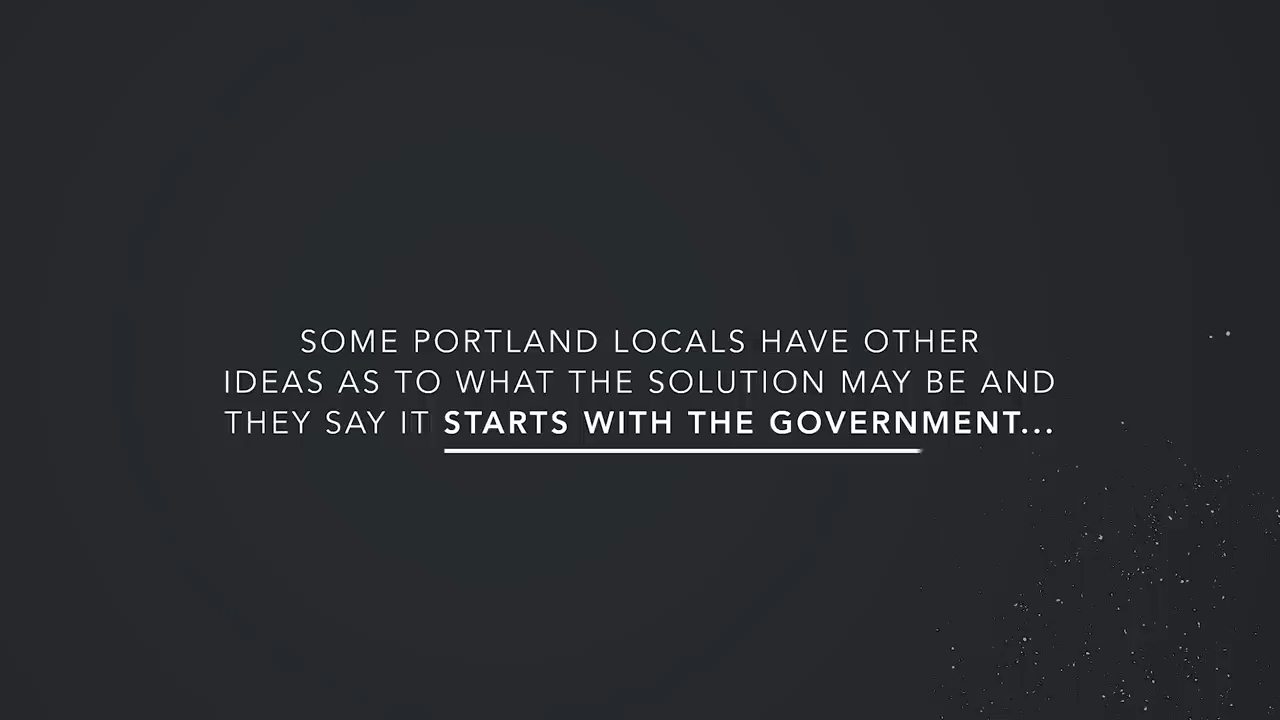 SOME PORTLAND LOCALS HAVE OTHER
IDEAS AS TO WHAT THE SOLUTION MAY BE AND
THEY SAY IT STARTS WITH THE GOVERNMENT...